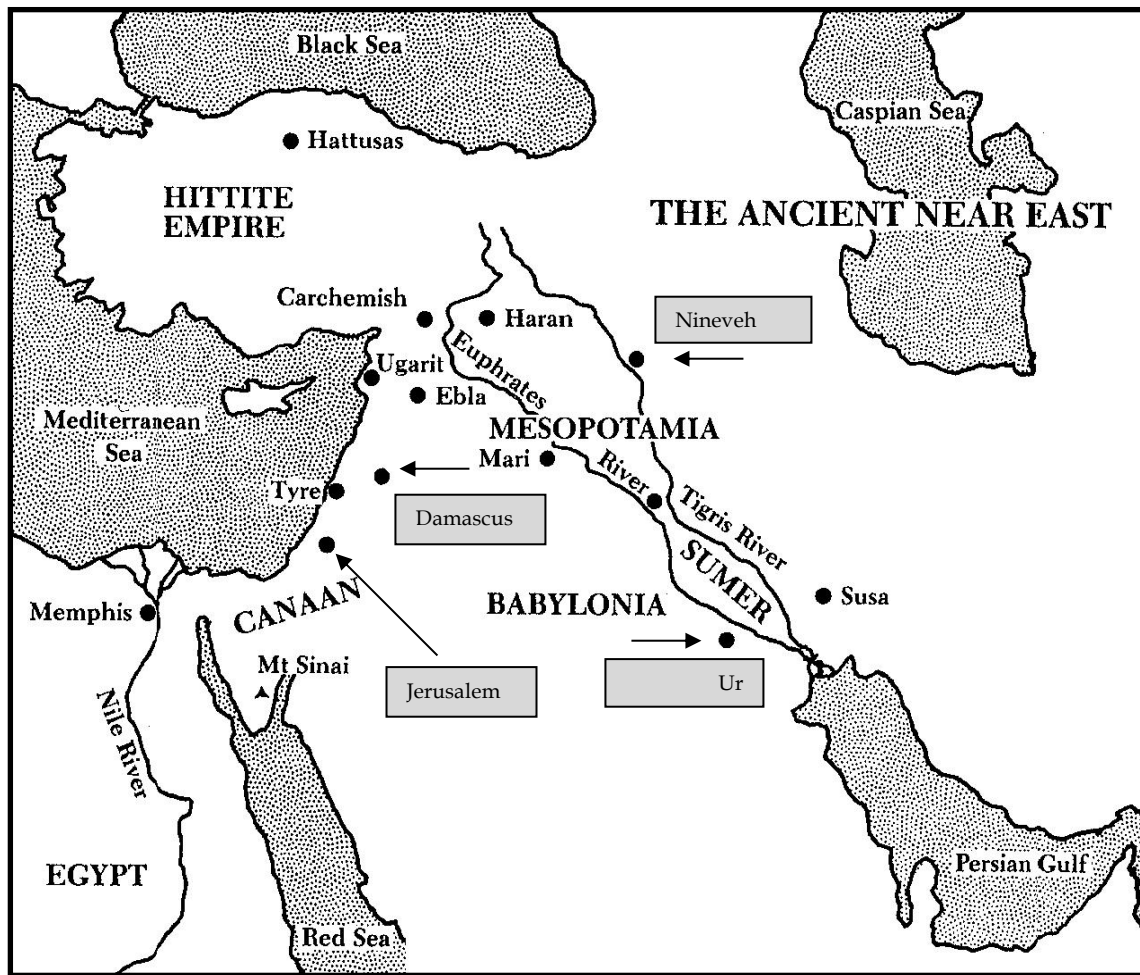 Black Sea
Caspian Sea
Hattusas
HITTITE
EMPIRE
THE ANCIENT NEAR EAST
Carchemish
Haran
Nineveh
Euphrates
Ugarit
Ebla
Mediterranean
Sea
MESOPOTAMIA
Mari
River
Tyre
Damascus
Tigris River
SUMER
Memphis
CANAAN
BABYLONIA
Susa
Mt Sinai
Jerusalem
Ur
Nile River
EGYPT
Persian Gulf
Red Sea